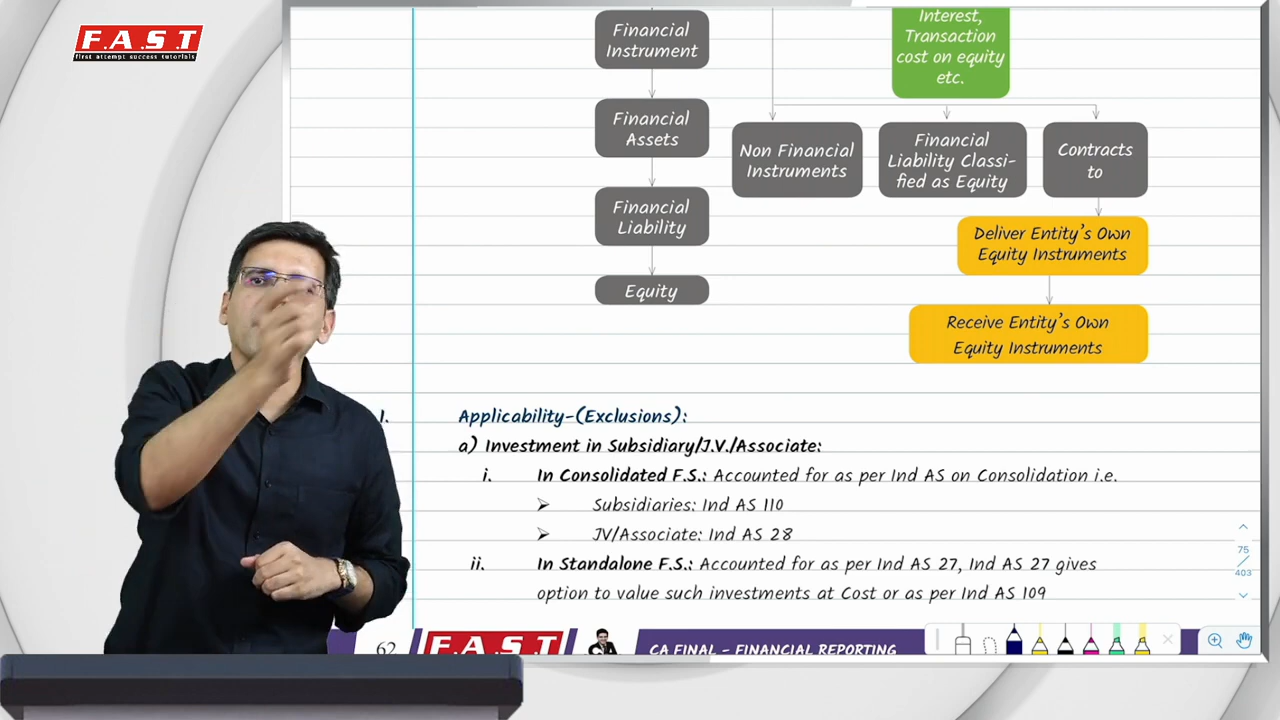 F.A.S.T
first attempt success tutorials
Financial
Instrument
Financial
Assets
Financial
Liability
Equity
Interest,
Transaction
cost on equity
etc.
Non Financial
Instruments
Financial
Liability Classi-
fied as Equity
Contracts
to
Deliver Entity's Own
Equity Instruments
Receive Entity's Own
Equity Instruments
1. Applicability-(Exclusions):
a) Investment in Subsidiary/J.V./Associate:
i. In Consolidated F.S.: Accounted for as per Ind AS on Consolidation i.e.
➢ Subsidiaries: Ind AS 110
➢ JV/Associate: Ind AS 28
ii. In Standalone F.S.: Accounted for as per Ind AS 27, Ind AS 27 gives
option to value such investments at Cost or as per Ind AS 109
75
403
62 F.A.S.T CA FINAL - FINANCIAL REPORTING